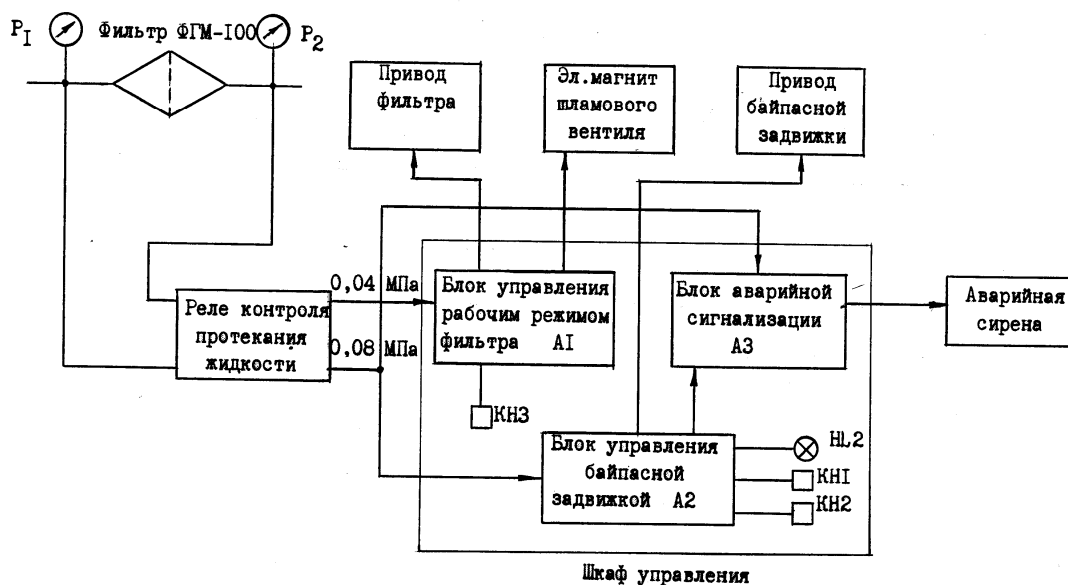 P1 Фильтр ФГМ-100 P2
Привод
фильтра
Эл.магнит
шламового
вентиля
Привод
байпасной
задвижки
0,04 МПа
0,08 МПа
Реле контроля
протекания
жидкости
Блок управления
рабочим режимом
фильтра А1
Блок аварийной
сигнализации
А3
Аварийная
сирена
КН3
Блок управления
байпасной
задвижкой А2
HL2
КН1
КН2
Шкаф управления